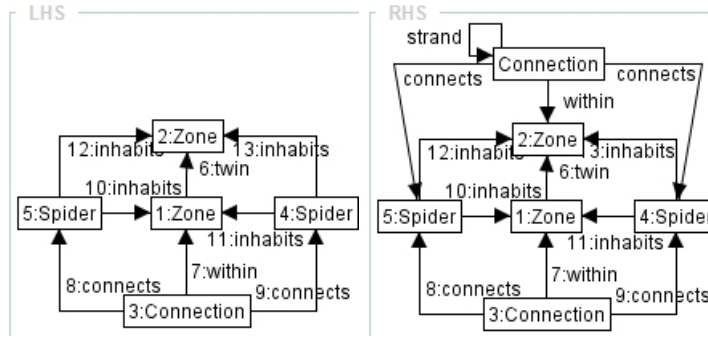 LHS
2:Zone
12:inhabits
13:inhabits
6:twin
10:inhabits
5:Spider
1:Zone
4:Spider
11:inhabits
7:within
8:connects
9:connects
3:Connection
RHS
strand
Connection
connects
connects
within
2:Zone
12:inhabits
3:inhabits
6:twin
10:inhabits
5:Spider
1:Zone
4:Spider
11:inhabits
7:within
8:connects
9:connects
3:Connection